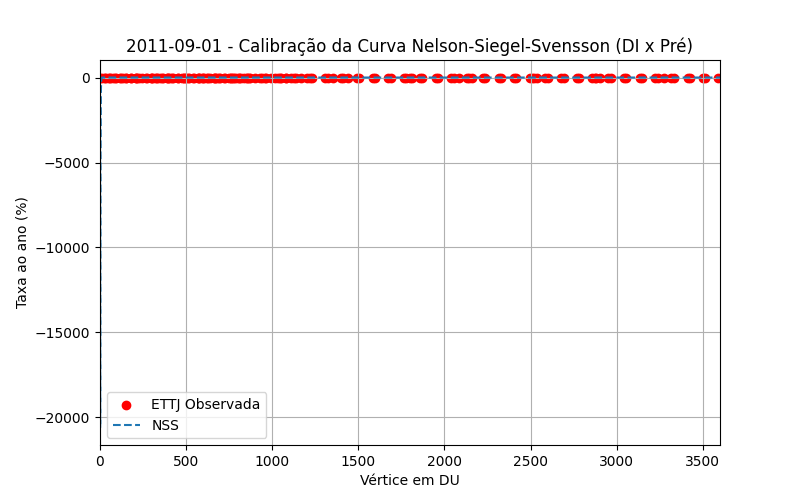 2011-09-01 - Calibração da Curva Nelson-Siegel-Svensson (DI x Pré)
Taxa ao ano (%)
0
−5000
−10000
−15000
−20000
ETTJ Observada
NSS
0
500
1000
1500
2000
2500
3000
3500
Vértice em DU